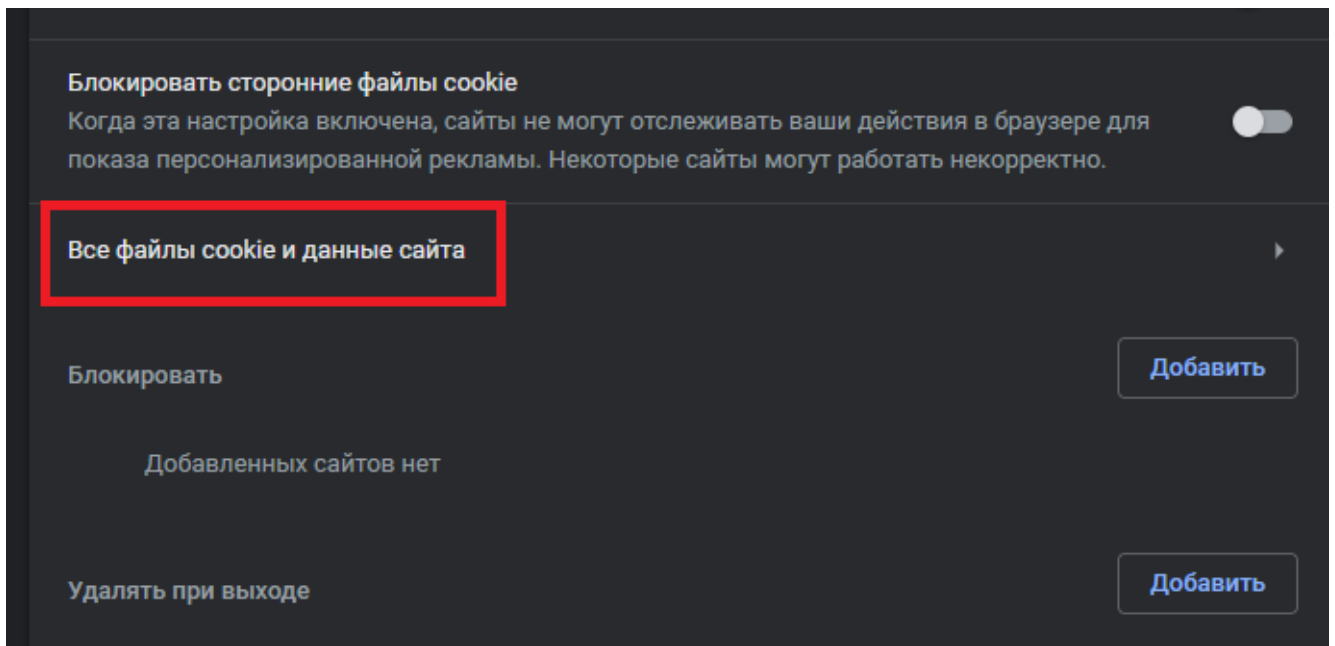 Блокировать сторонние файлы cookie
Когда эта настройка включена, сайты не могут отслеживать ваши действия в браузере для
показа персонализированной рекламы. Некоторые сайты могут работать некорректно.
Все файлы cookie и данные сайта
Блокировать
Добавить
Добавленных сайтов нет
Удалять при выходе
Добавить